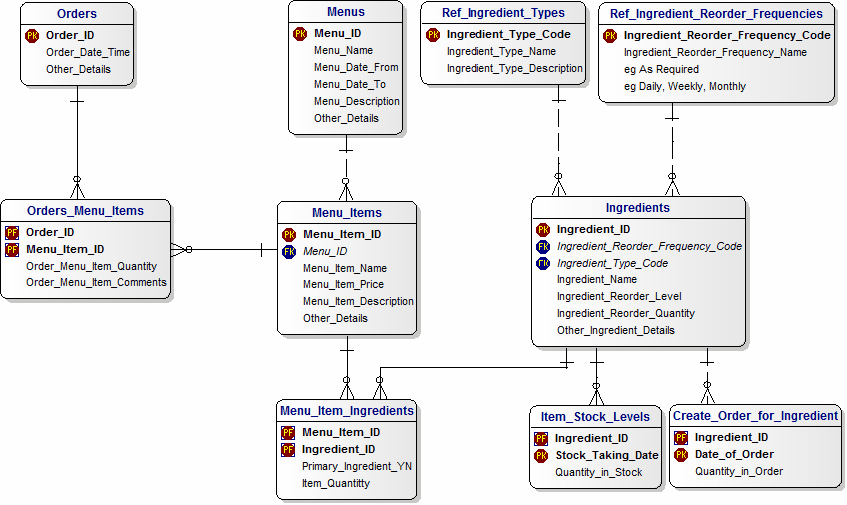 Orders
PK Order_ID
Order_Date_Time
Other_Details
Menus
PK Menu_ID
Menu_Name
Menu_Date_From
Menu_Date_To
Menu_Description
Other_Details
Ref_Ingredient_Types
PK Ingredient_Type_Code
Ingredient_Type_Name
Ingredient_Type_Description
Ref_Ingredient_Reorder_Frequencies
PK Ingredient_Reorder_Frequency_Code
Ingredient_Reorder_Frequency_Name
eg As Required
eg Daily, Weekly, Monthly
Orders_Menu_Items
PF Order_ID
PF Menu_Item_ID
Order_Menu_Item_Quantity
Order_Menu_Item_Comments
Menu_Items
PK Menu_Item_ID
FK Menu_ID
Menu_Item_Name
Menu_Item_Price
Menu_Item_Description
Other_Details
Ingredients
PK Ingredient_ID
FK Ingredient_Reorder_Frequency_Code
FK Ingredient_Type_Code
Ingredient_Name
Ingredient_Reorder_Level
Ingredient_Reorder_Quantity
Other_Ingredient_Details
Menu_Item_Ingredients
PF Menu_Item_ID
PF Ingredient_ID
Primary_Ingredient_YN
Item_Quantitty
Item_Stock_Levels
PF Ingredient_ID
PK Stock_Taking_Date
Quantity_in_Stock
Create_Order_for_Ingredient
PF Ingredient_ID
PK Date_of_Order
Quantity_in_Order